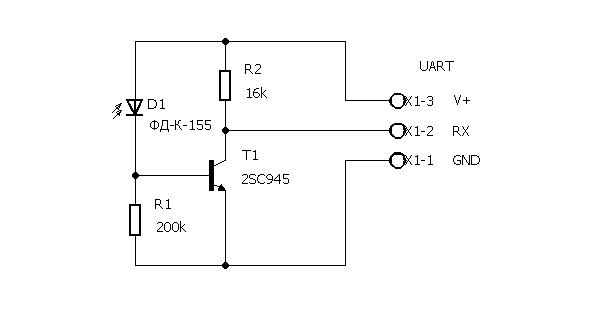 UART
R2
16k
X1-3 V+
D1
ФД-К-155
X1-2 RX
T1
2SC945
X1-1 GND
R1
200k